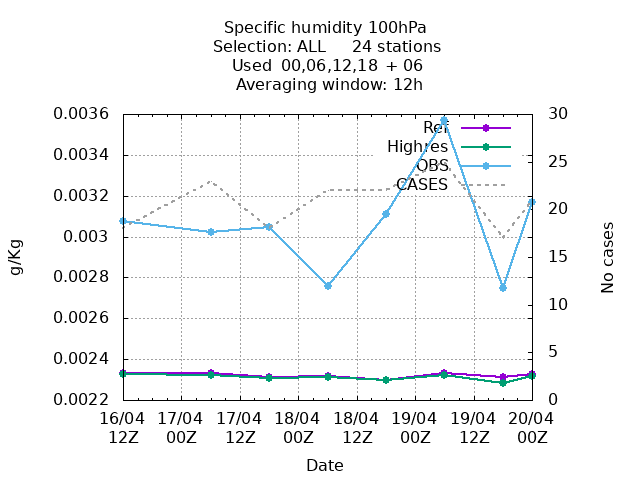 Specific humidity 100hPa
Selection: ALL     24 stations
Used  00,06,12,18  + 06
Averaging window: 12h
0.0036
0.0034
0.0032
0.003
0.0028
0.0026
0.0024
0.0022
g/Kg
30
25
20
15
10
5
0
No cases
Ref
Highres
OBS
CASES
16/04 12Z
17/04 00Z
17/04 12Z
18/04 00Z
18/04 12Z
19/04 00Z
19/04 12Z
20/04 00Z
Date